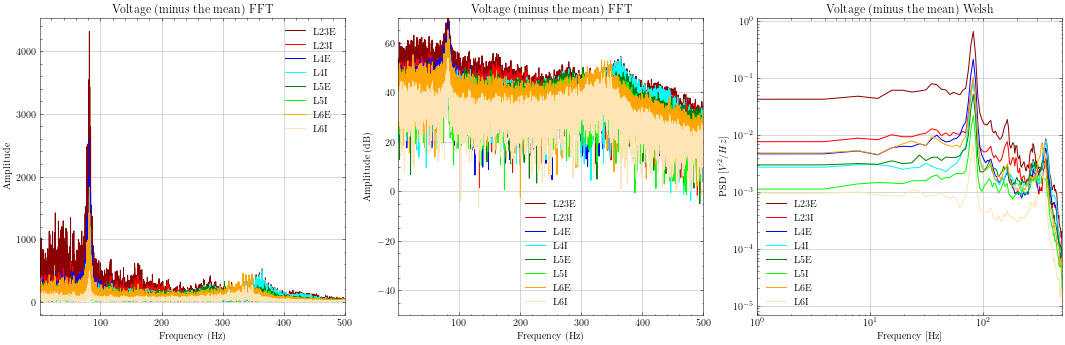 Voltage (minus the mean) FFT
Amplitude
4000
3000
2000
1000
0
100
200
300
400
500
Frequency (Hz)
L23E
L23I
L4E
L4I
L5E
L5I
L6E
L6I
Voltage (minus the mean) FFT
Amplitude (dB)
60
40
20
0
−20
−40
100
200
300
400
500
Frequency (Hz)
L23E
L23I
L4E
L4I
L5E
L5I
L6E
L6I
Voltage (minus the mean) Welsh
PSD [V²/Hz]
10⁰
10⁻¹
10⁻²
10⁻³
10⁻⁴
10⁻⁵
10⁰
10¹
10²
Frequency [Hz]
L23E
L23I
L4E
L4I
L5E
L5I
L6E
L6I